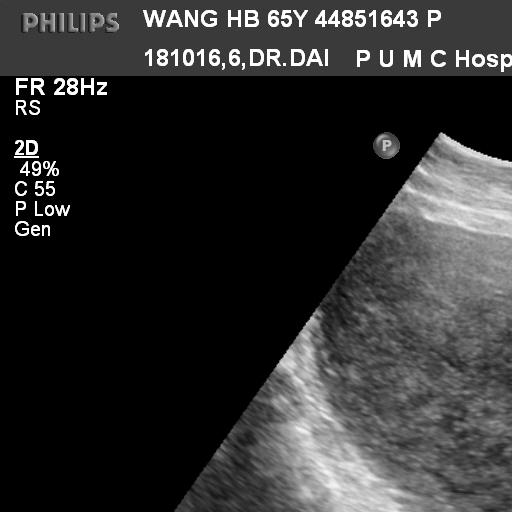 PHILIPS WANG HB 65Y 44851643 P
181016,6,DR.DAI P U M C Hosp
FR 28Hz
RS
P
2D
49%
C 55
P Low
Gen